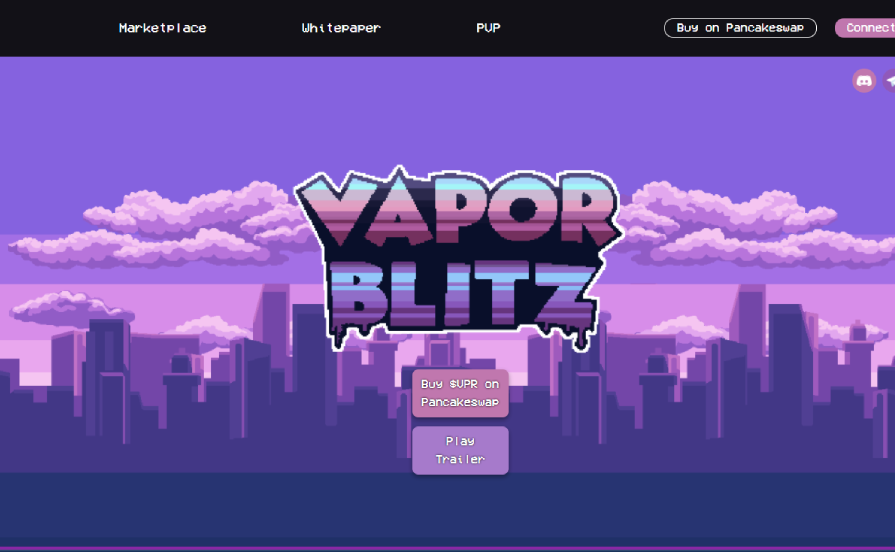 Marketplace
Whitepaper
PVP
Buy on Pancakeswap
Connect
VAPOR
BLITZ
Buy $VPR on
Pancakeswap
Play
Trailer